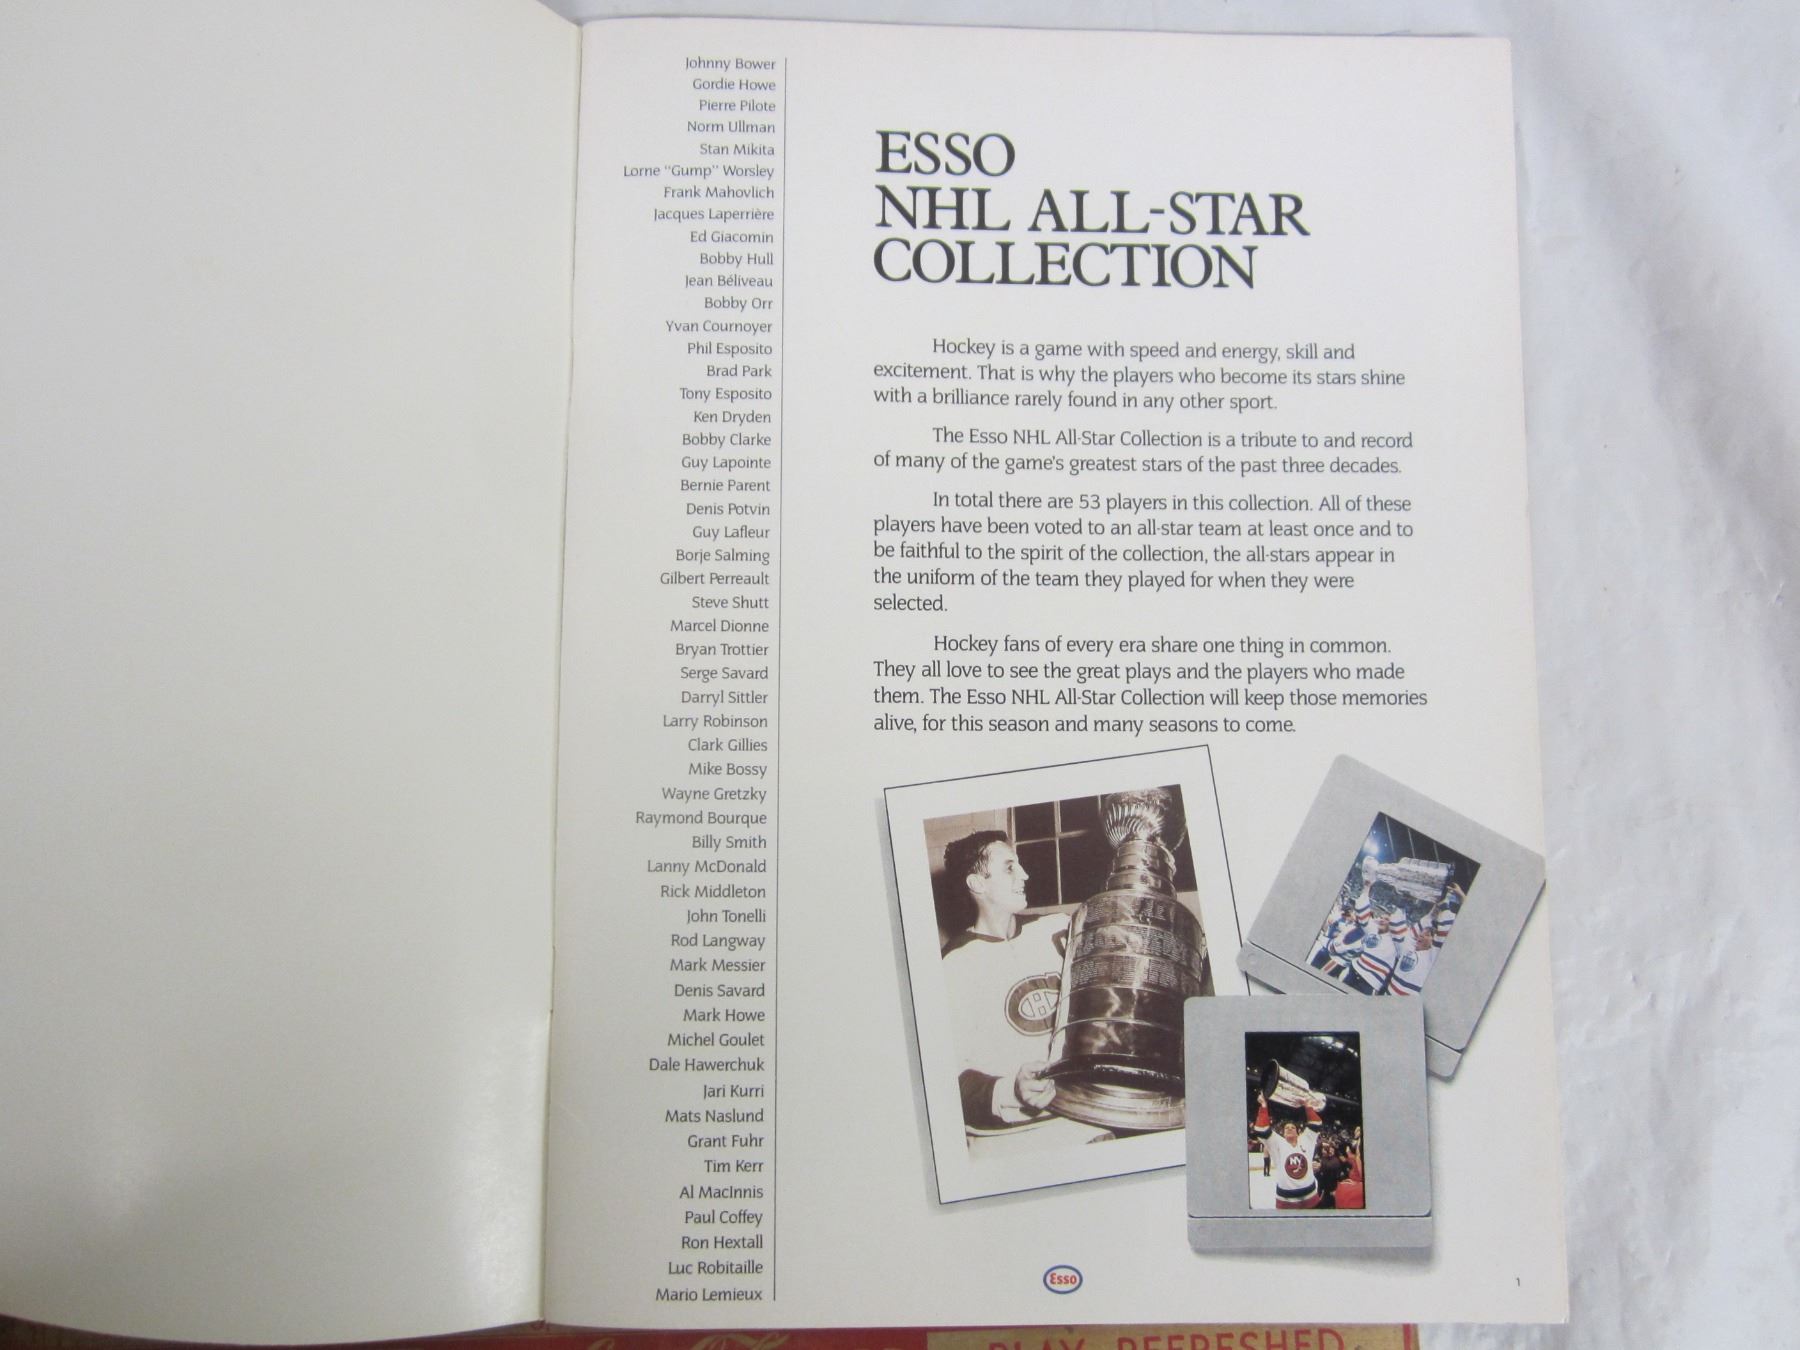 Johnny Bower
Gordie Howe
Pierre Pilote
Norm Ullman
Stan Mikita
Lorne "Gump" Worsley
Frank Mahovlich
Jacques Laperrière
Ed Giacomin
Bobby Hull
Jean Béliveau
Bobby Orr
Yvan Cournoyer
Phil Esposito
Brad Park
Tony Esposito
Ken Dryden
Bobby Clarke
Guy Lapointe
Bernie Parent
Denis Potvin
Guy Lafleur
Borje Salming
Gilbert Perreault
Steve Shutt
Marcel Dionne
Bryan Trottier
Serge Savard
Darryl Sittler
Larry Robinson
Clark Gillies
Mike Bossy
Wayne Gretzky
Raymond Bourque
Billy Smith
Lanny McDonald
Rick Middleton
John Tonelli
Rod Langway
Mark Messier
Denis Savard
Mark Howe
Michel Goulet
Dale Hawerchuk
Jari Kurri
Mats Naslund
Grant Fuhr
Tim Kerr
Al MacInnis
Paul Coffey
Ron Hextall
Luc Robitaille
Mario Lemieux
ESSO
NHL ALL-STAR
COLLECTION
Hockey is a game with speed and energy, skill and
excitement. That is why the players who become its stars shine
with a brilliance rarely found in any other sport.
The Esso NHL All-Star Collection is a tribute to and record
of many of the game's greatest stars of the past three decades.
In total there are 53 players in this collection. All of these
players have been voted to an all-star team at least once and to
be faithful to the spirit of the collection, the all-stars appear in
the uniform of the team they played for when they were
selected.
Hockey fans of every era share one thing in common.
They all love to see the great plays and the players who made
them. The Esso NHL All-Star Collection will keep those memories
alive, for this season and many seasons to come.
NY
Esso
1
PLAY REFRESHED